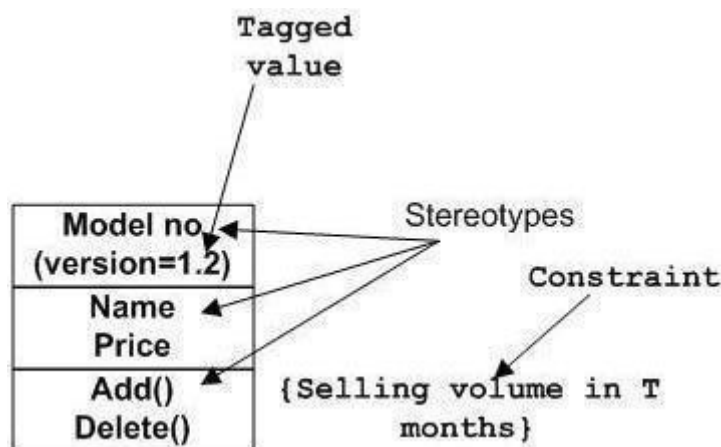 Tagged
value
Model no
(version=1.2)
Stereotypes
Constraint
Name
Price
Add()
Delete()
{Selling volume in T
months}